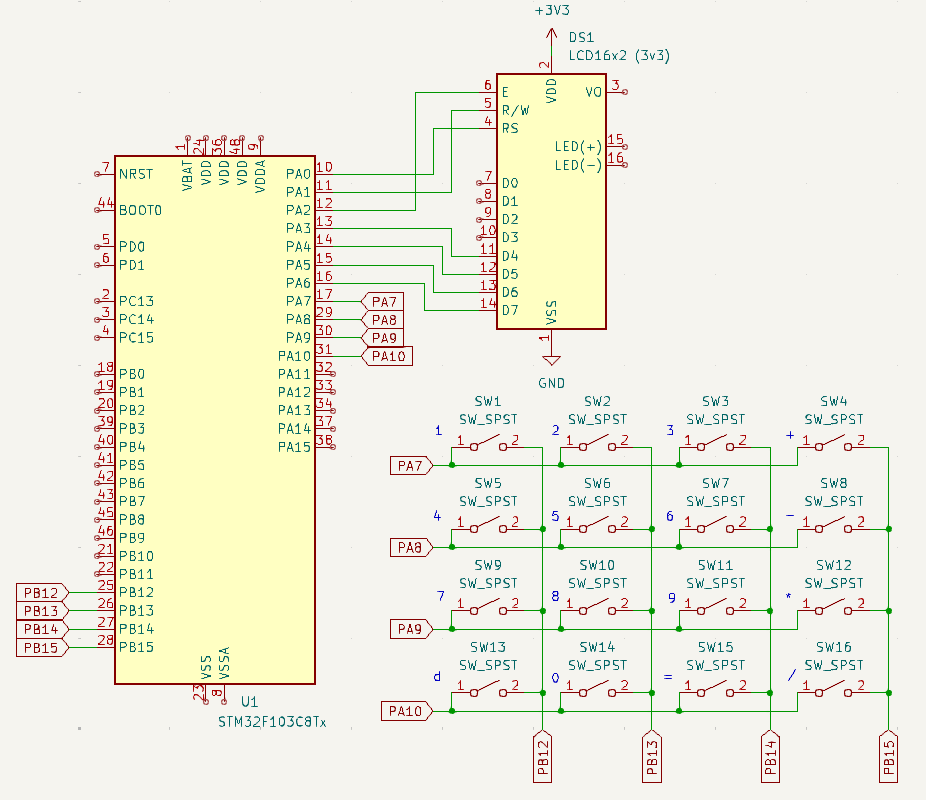 +3V3
DS1
LCD16x2 (3v3)
2
VDD
6 E
5 R/W
4 RS
VO 3
LED(+) 15
LED(-) 16
7 D0
8 D1
9 D2
10 D3
11 D4
12 D5
13 D6
14 D7
VSS
1
GND
1 VBAT
24 VDD
36 VDD
48 VDD
9 VDDA
7 NRST
44 BOOT0
5 PD0
6 PD1
2 PC13
3 PC14
4 PC15
18 PB0
19 PB1
20 PB2
39 PB3
40 PB4
41 PB5
42 PB6
43 PB7
45 PB8
46 PB9
21 PB10
22 PB11
PB12 25 PB12
PB13 26 PB13
PB14 27 PB14
PB15 28 PB15
PA0 10
PA1 11
PA2 12
PA3 13
PA4 14
PA5 15
PA6 16
PA7 17 PA7
PA8 29 PA8
PA9 30 PA9
PA10 31 PA10
PA11 32
PA12 33
PA13 34
PA14 37
PA15 38
23 VSS
8 VSSA
U1
STM32F103C8Tx
SW1 SW2 SW3 SW4
SW_SPST SW_SPST SW_SPST SW_SPST
1 1 2 2 1 2 3 1 2 + 1 2
PA7
SW5 SW6 SW7 SW8
SW_SPST SW_SPST SW_SPST SW_SPST
4 1 2 5 1 2 6 1 2 - 1 2
PA8
SW9 SW10 SW11 SW12
SW_SPST SW_SPST SW_SPST SW_SPST
7 1 2 8 1 2 9 1 2 * 1 2
PA9
SW13 SW14 SW15 SW16
SW_SPST SW_SPST SW_SPST SW_SPST
d 1 2 0 1 2 = 1 2 / 1 2
PA10
PB12 PB13 PB14 PB15